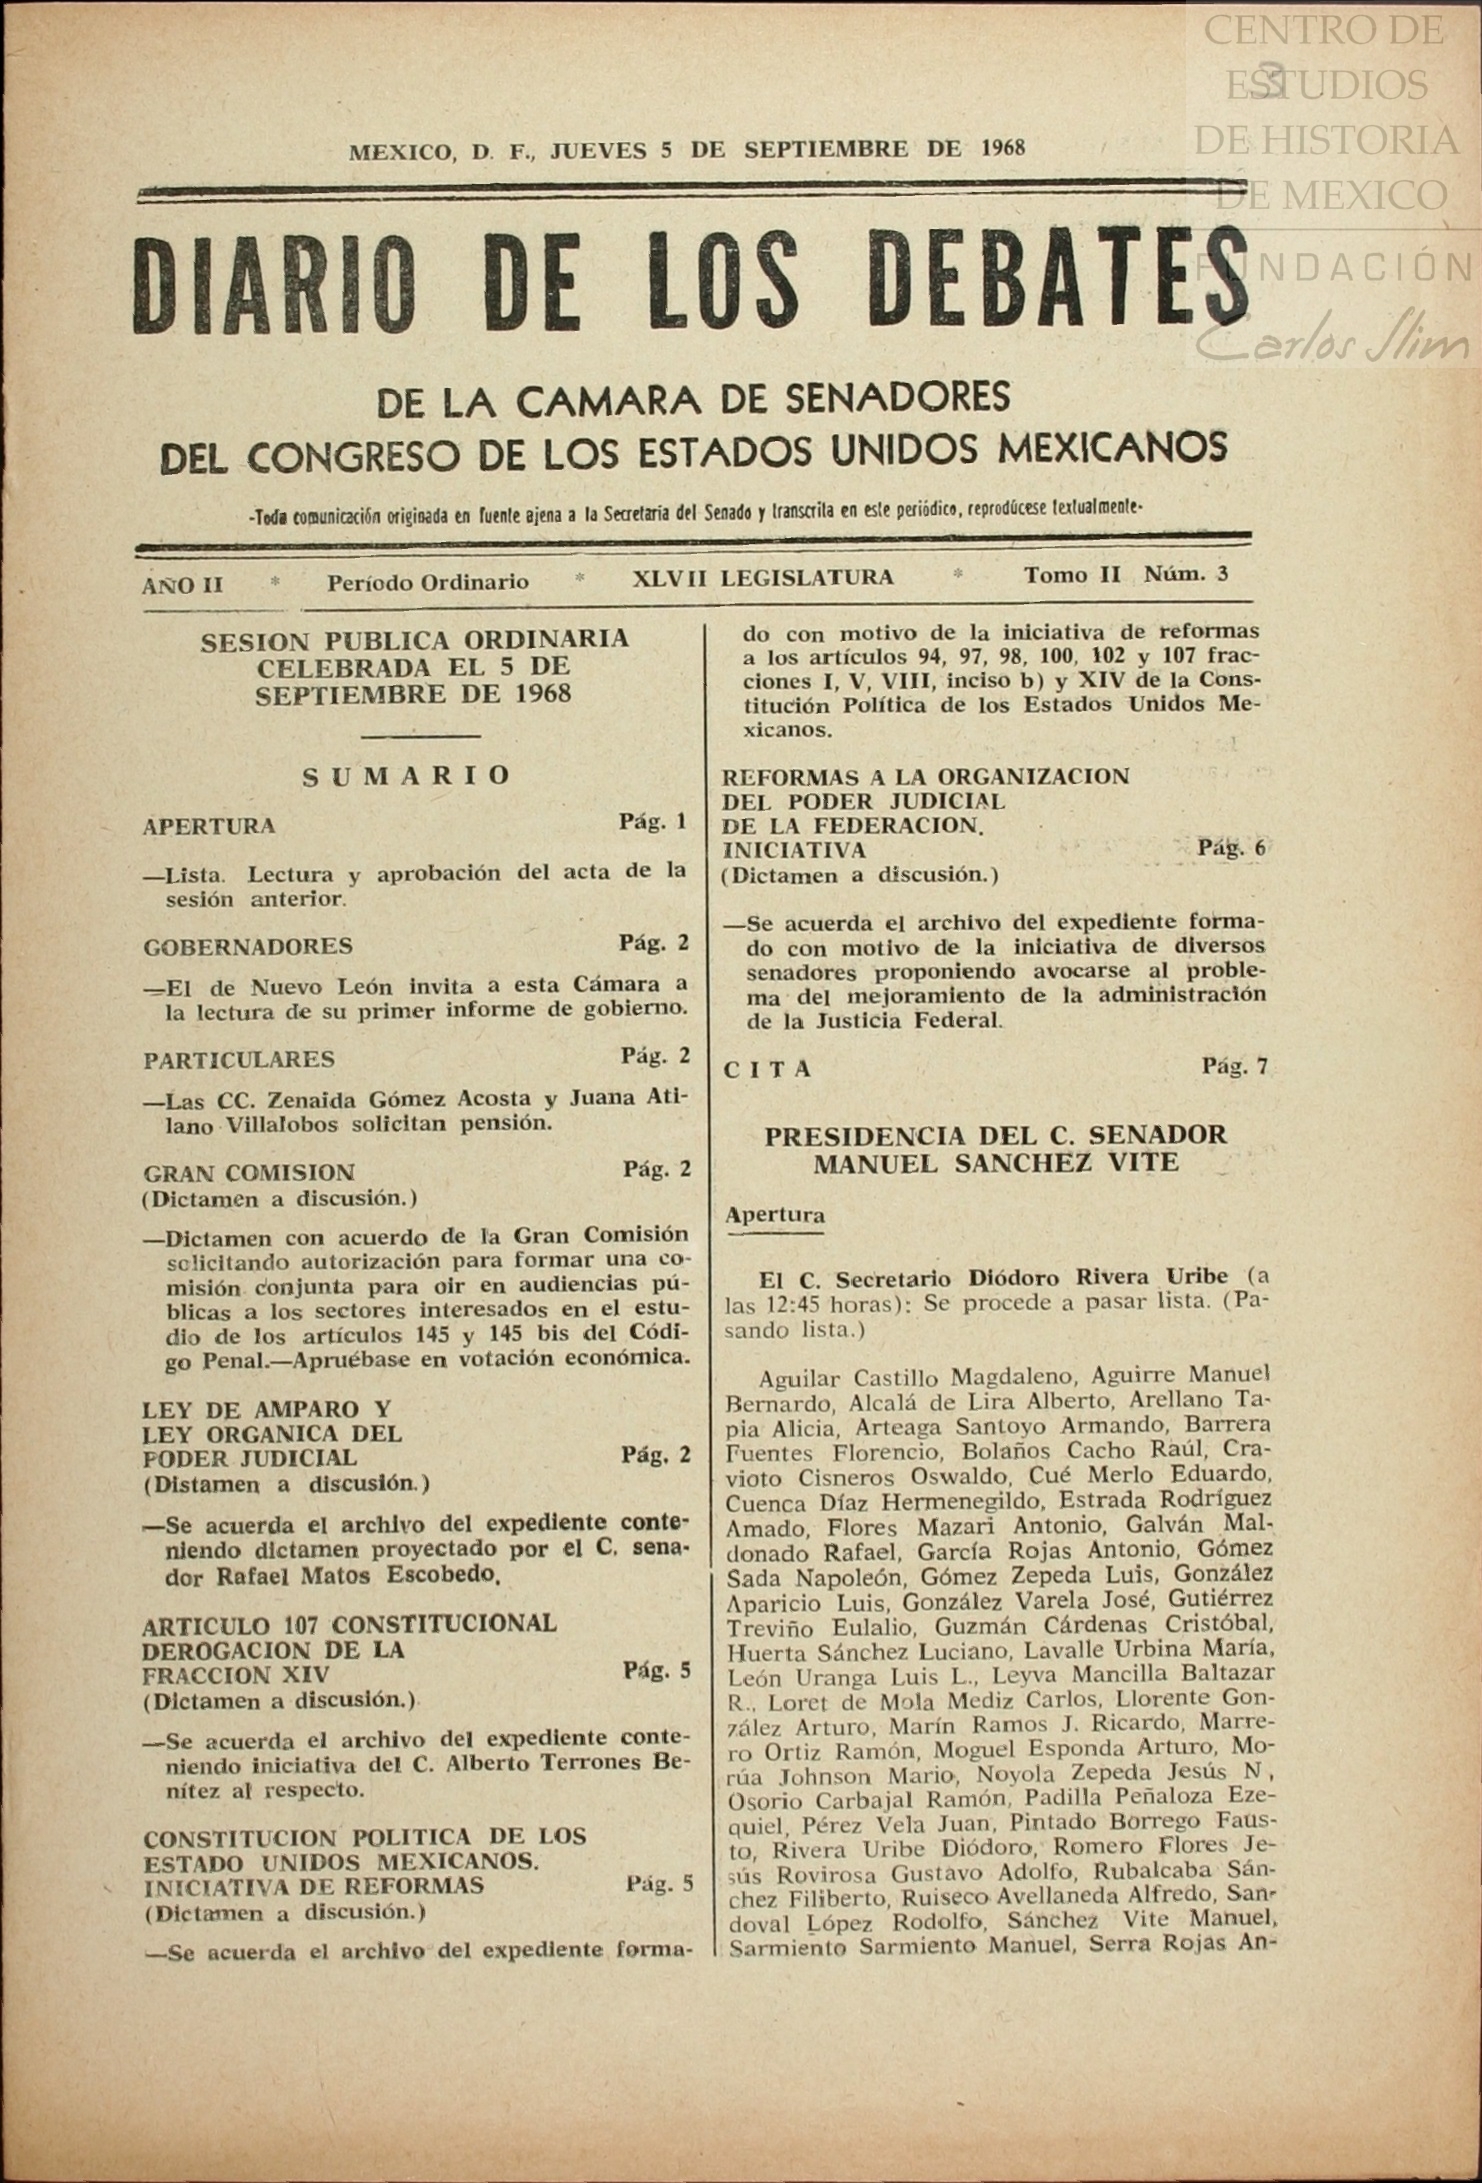 CENTRO DE
ESTUDIOS
DE HISTORIA
DE MEXICO
FUNDACIÓN
Carlos Slim
3
MEXICO, D. F., JUEVES 5 DE SEPTIEMBRE DE 1968
DIARIO DE LOS DEBATES
DE LA CAMARA DE SENADORES
DEL CONGRESO DE LOS ESTADOS UNIDOS MEXICANOS
-Toda comunicación originada en fuente ajena a la Secretaría del Senado y transcrita en este periódico, reprodúcese textualmente-
AÑO II * Período Ordinario * XLVII LEGISLATURA * Tomo II Núm. 3
SESION PUBLICA ORDINARIA
CELEBRADA EL 5 DE
SEPTIEMBRE DE 1968
SUMARIO
APERTURA Pág. 1
—Lista. Lectura y aprobación del acta de la
sesión anterior.
GOBERNADORES Pág. 2
—El de Nuevo León invita a esta Cámara a
la lectura de su primer informe de gobierno.
PARTICULARES Pág. 2
—Las CC. Zenaida Gómez Acosta y Juana Ati-
lano Villalobos solicitan pensión.
GRAN COMISION Pág. 2
(Dictamen a discusión.)
—Dictamen con acuerdo de la Gran Comisión
solicitando autorización para formar una co-
misión conjunta para oir en audiencias pú-
blicas a los sectores interesados en el estu-
dio de los artículos 145 y 145 bis del Códi-
go Penal.—Apruébase en votación económica.
LEY DE AMPARO Y
LEY ORGANICA DEL
PODER JUDICIAL Pág. 2
(Distamen a discusión.)
—Se acuerda el archivo del expediente conte-
niendo dictamen proyectado por el C. sena-
dor Rafael Matos Escobedo.
ARTICULO 107 CONSTITUCIONAL
DEROGACION DE LA
FRACCION XIV Pág. 5
(Dictamen a discusión.)
—Se acuerda el archivo del expediente conte-
niendo iniciativa del C. Alberto Terrones Be-
nítez al respecto.
CONSTITUCION POLITICA DE LOS
ESTADO UNIDOS MEXICANOS.
INICIATIVA DE REFORMAS Pág. 5
(Dictamen a discusión.)
—Se acuerda el archivo del expediente forma-
do con motivo de la iniciativa de reformas
a los artículos 94, 97, 98, 100, 102 y 107 frac-
ciones I, V, VIII, inciso b) y XIV de la Cons-
titución Política de los Estados Unidos Me-
xicanos.
REFORMAS A LA ORGANIZACION
DEL PODER JUDICIAL
DE LA FEDERACION.
INICIATIVA Pág. 6
(Dictamen a discusión.)
—Se acuerda el archivo del expediente forma-
do con motivo de la iniciativa de diversos
senadores proponiendo avocarse al proble-
ma del mejoramiento de la administración
de la Justicia Federal.
CITA Pág. 7
PRESIDENCIA DEL C. SENADOR
MANUEL SANCHEZ VITE
Apertura
El C. Secretario Diódoro Rivera Uribe (a
las 12:45 horas): Se procede a pasar lista. (Pa-
sando lista.)
Aguilar Castillo Magdaleno, Aguirre Manuel
Bernardo, Alcalá de Lira Alberto, Arellano Ta-
pia Alicia, Arteaga Santoyo Armando, Barrera
Fuentes Florencio, Bolaños Cacho Raúl, Cra-
vioto Cisneros Oswaldo, Cué Merlo Eduardo,
Cuenca Díaz Hermenegildo, Estrada Rodríguez
Amado, Flores Mazari Antonio, Galván Mal-
donado Rafael, García Rojas Antonio, Gómez
Sada Napoleón, Gómez Zepeda Luis, González
Aparicio Luis, González Varela José, Gutiérrez
Treviño Eulalio, Guzmán Cárdenas Cristóbal,
Huerta Sánchez Luciano, Lavalle Urbina María,
León Uranga Luis L., Leyva Mancilla Baltazar
R., Loret de Mola Mediz Carlos, Llorente Gon-
zález Arturo, Marín Ramos J. Ricardo, Marre-
ro Ortiz Ramón, Moguel Esponda Arturo, Mo-
rúa Johnson Mario, Noyola Zepeda Jesús N,
Osorio Carbajal Ramón, Padilla Peñaloza Eze-
quiel, Pérez Vela Juan, Pintado Borrego Faus-
to, Rivera Uribe Diódoro, Romero Flores Je-
sús Rovirosa Gustavo Adolfo, Rubalcaba Sán-
chez Filiberto, Ruiseco Avellaneda Alfredo, San-
doval López Rodolfo, Sánchez Vite Manuel,
Sarmiento Sarmiento Manuel, Serra Rojas An-